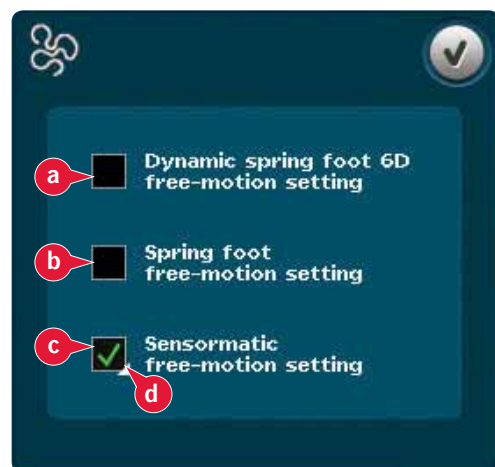 a
Dynamic spring foot 6D
free-motion setting
b
Spring foot
free-motion setting
c
Sensormatic
free-motion setting
d